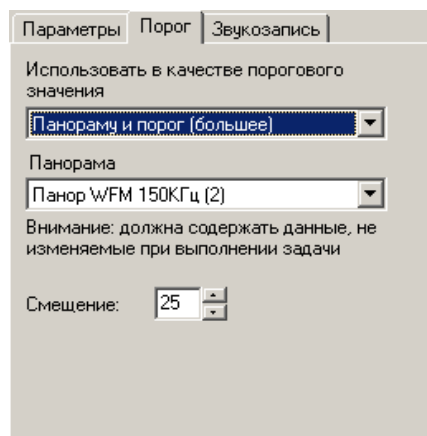 Параметры Порог Звукозапись
Использовать в качестве порогового
значения
Панораму и порог (большее)
Панорама
Панор WFM 150КГц (2)
Внимание: должна содержать данные, не
изменяемые при выполнении задачи
Смещение: 25